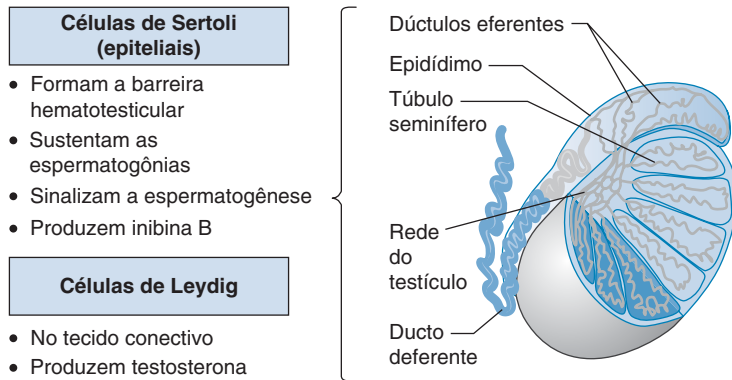 Células de Sertoli
(epiteliais)
• Formam a barreira
hematotesticular
• Sustentam as
espermatogônias
• Sinalizam a espermatogênese
• Produzem inibina B
Células de Leydig
• No tecido conectivo
• Produzem testosterona
Dúctulos eferentes
Epidídimo
Túbulo
seminífero
Rede
do
testículo
Ducto
deferente